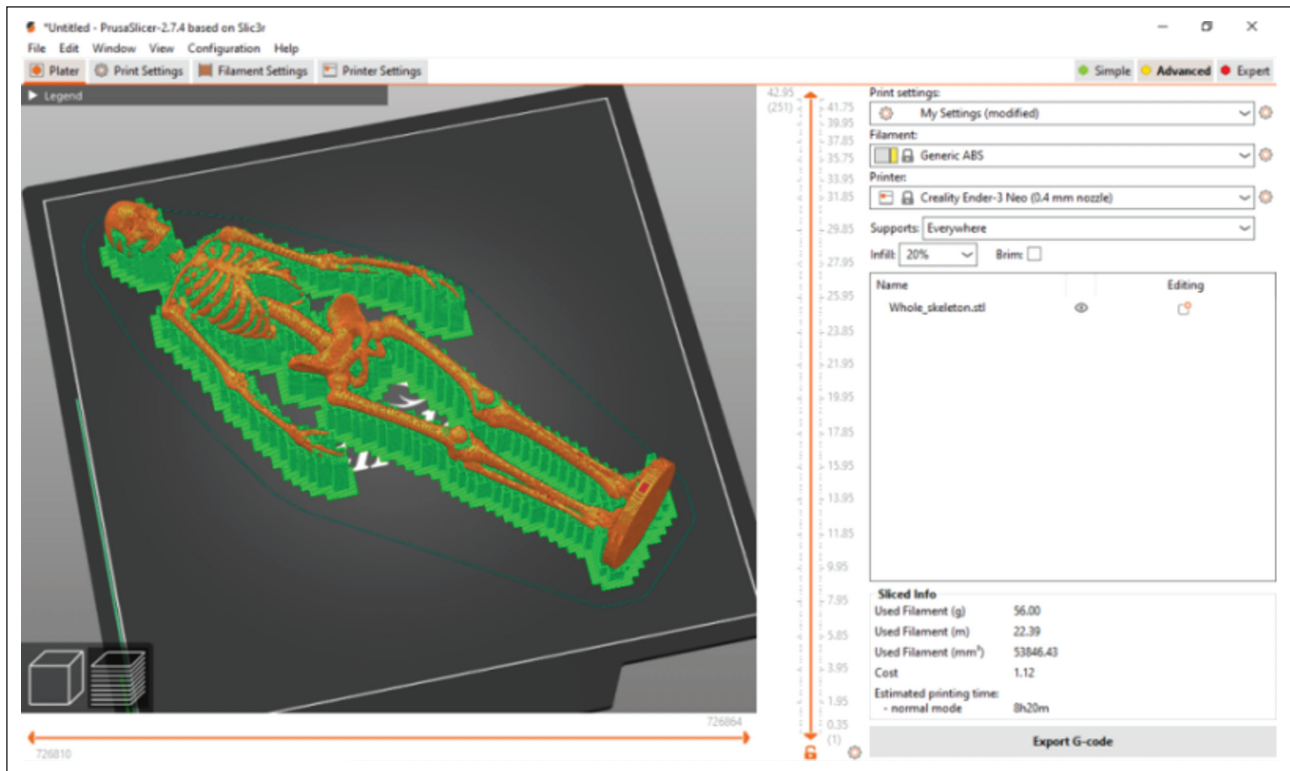 *Untitled - PrusaSlicer-2.7.4 based on Slic3r
File Edit Window View Configuration Help
Plater Print Settings Filament Settings Printer Settings
Simple Advanced Expert
Legend
42.95
(251)
41.75
39.95
37.85
35.75
33.95
31.85
29.85
27.95
25.95
23.85
21.95
19.95
17.85
15.95
13.95
11.85
9.95
7.95
5.85
3.95
1.95
0.35
(1)
726864
726810
Print settings:
My Settings (modified)
Filament:
Generic ABS
Printer:
Creality Ender-3 Neo (0.4 mm nozzle)
Supports: Everywhere
Infill: 20% Brim:
Name Editing
Whole_skeleton.stl
Sliced Info
Used Filament (g) 56.00
Used Filament (m) 22.39
Used Filament (mm³) 53846.43
Cost 1.12
Estimated printing time:
- normal mode 8h20m
Export G-code